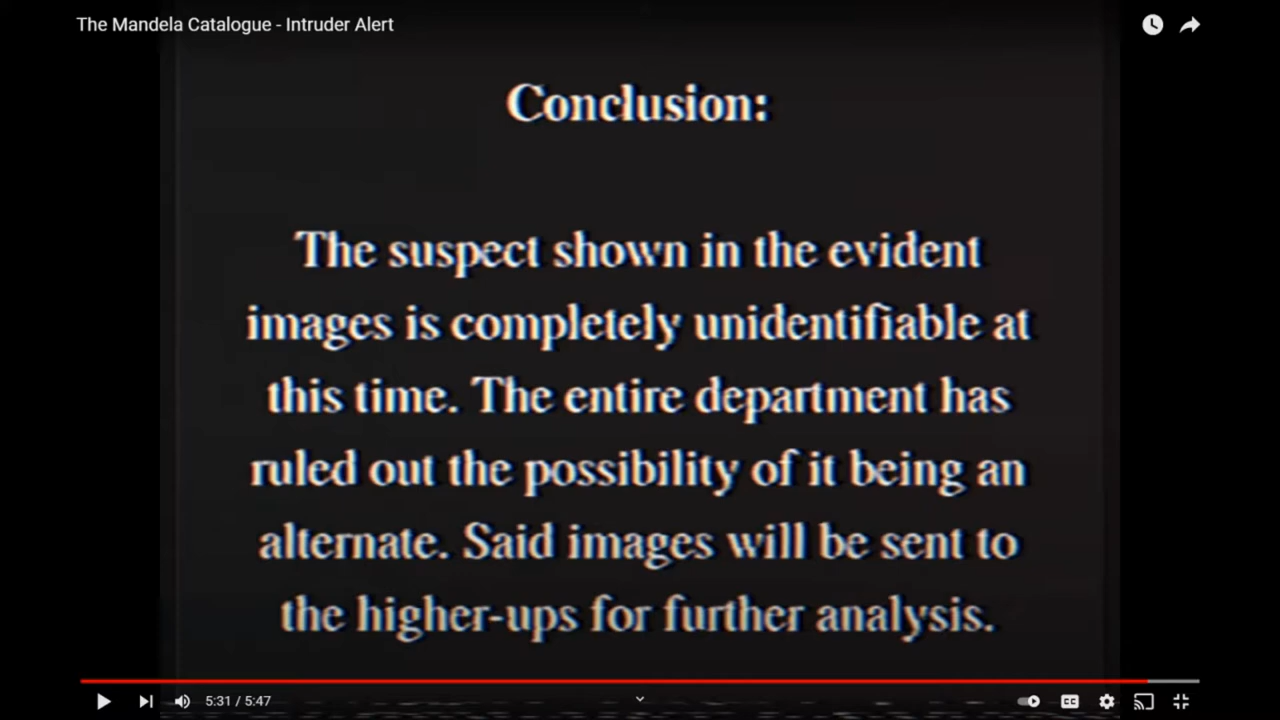 The Mandela Catalogue - Intruder Alert
Conclusion:
The suspect shown in the evident
images is completely unidentifiable at
this time. The entire department has
ruled out the possibility of it being an
alternate. Said images will be sent to
the higher-ups for further analysis.
5:31 / 5:47
CC